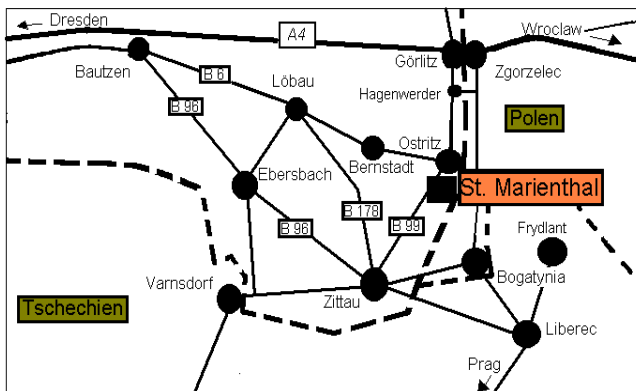 Dresden
A4
Wroclaw
Bautzen
B 6
Löbau
Görlitz
Zgorzelec
Hagenwerder
B 96
Polen
Ostritz
Bernstadt
Ebersbach
St. Marienthal
B 178
B 99
B 96
Frydlant
Varnsdorf
Zittau
Bogatynia
Tschechien
Liberec
Prag